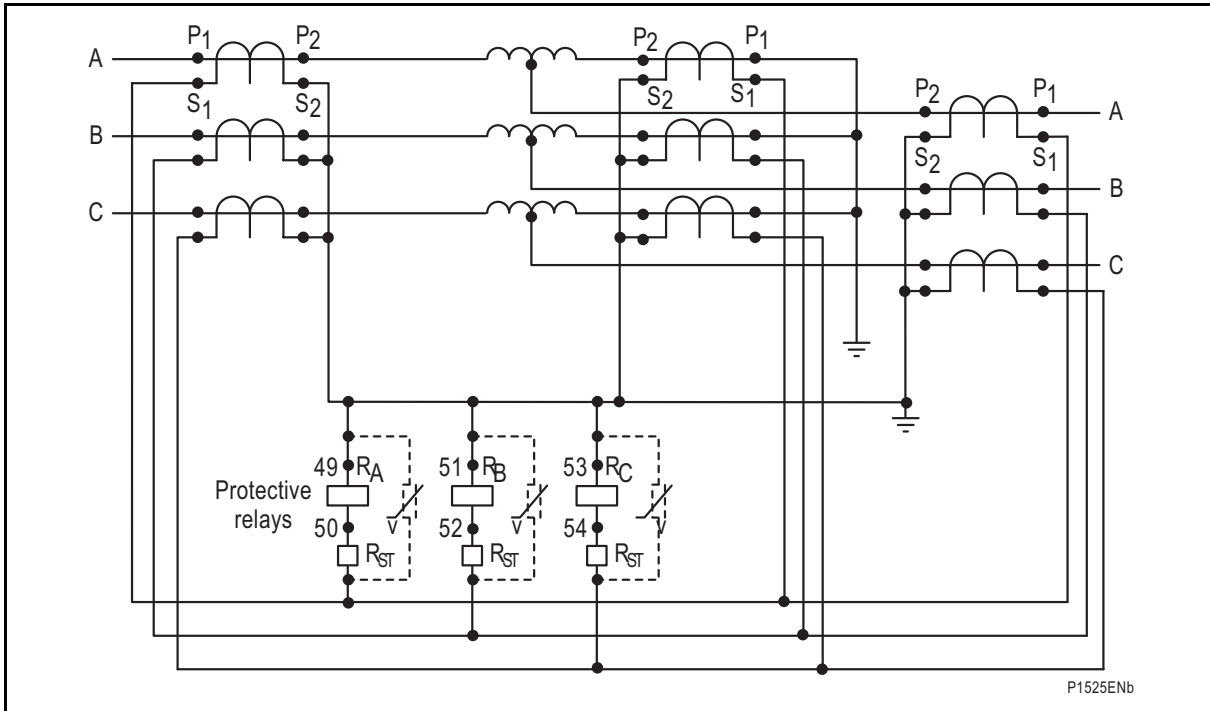 A P1 P2 P2 P1
S1 S2 S2 S1 P2 P1 A
B S2 S1
B
C
C
49 RA 51 RB 53 RC
Protective
relays
50 V 52 V 54 V
RST RST RST
P1525ENb